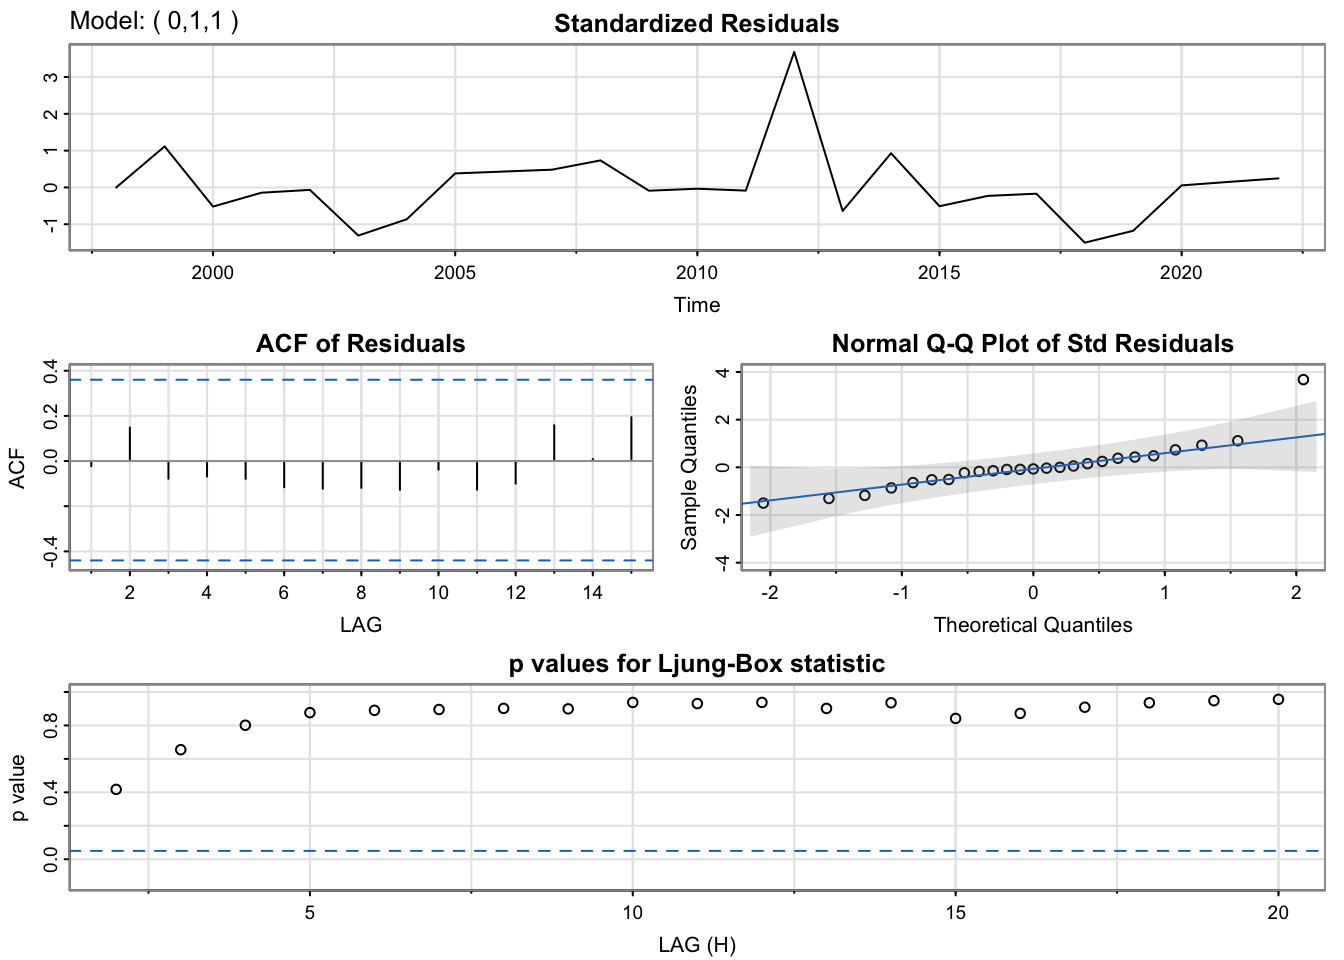 Model: ( 0,1,1 )
Standardized Residuals
3
2
1
0
-1
2000 2005 2010 2015 2020
Time
ACF of Residuals
ACF
0.4
0.2
0.0
-0.4
2 4 6 8 10 12 14
LAG
Normal Q-Q Plot of Std Residuals
Sample Quantiles
4
2
0
-2
-4
-2 -1 0 1 2
Theoretical Quantiles
p values for Ljung-Box statistic
p value
0.8
0.4
0.0
5 10 15 20
LAG (H)